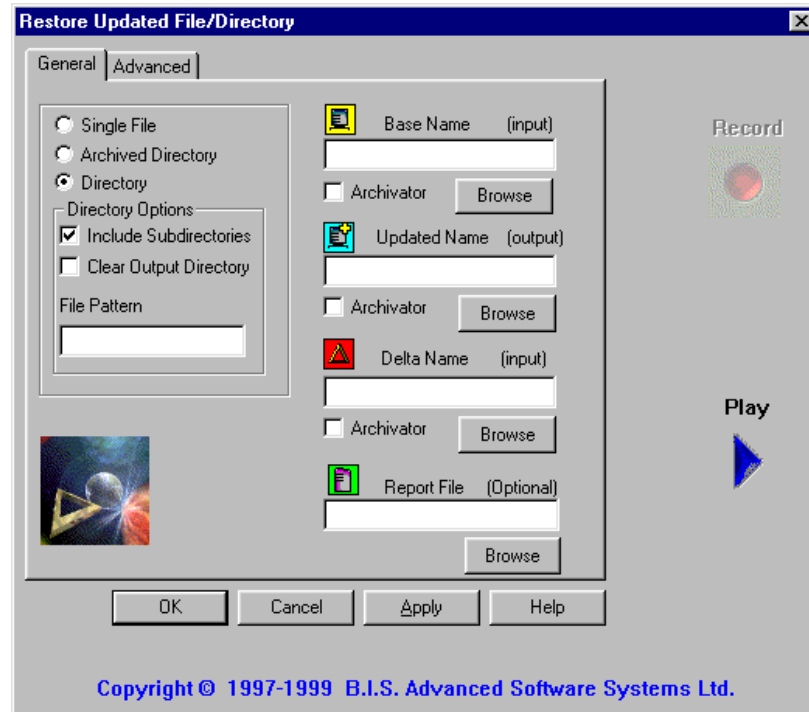 Restore Updated File/Directory
General Advanced
Single File
Archived Directory
Directory
Directory Options
Include Subdirectories
Clear Output Directory
File Pattern
Base Name (input)
Archivator Browse
Updated Name (output)
Archivator Browse
Delta Name (input)
Archivator Browse
Report File (Optional)
Browse
Record
Play
OK Cancel Apply Help
Copyright © 1997-1999 B.I.S. Advanced Software Systems Ltd.